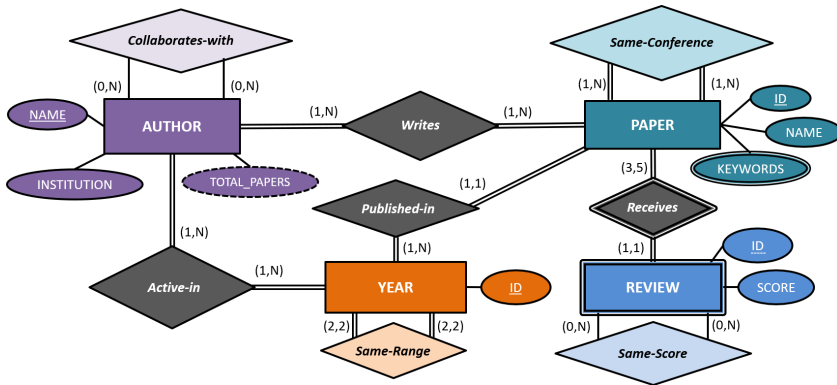 Collaborates-with
Same-Conference
(0,N)
(0,N)
(1,N)
(1,N)
NAME
AUTHOR
(1,N)
Writes
(1,N)
PAPER
ID
NAME
INSTITUTION
TOTAL_PAPERS
KEYWORDS
(3,5)
(1,1)
Published-in
Receives
(1,N)
(1,N)
(1,1)
ID
(1,N)
Active-in
YEAR
ID
REVIEW
SCORE
(2,2)
(2,2)
(0,N)
(0,N)
Same-Range
Same-Score